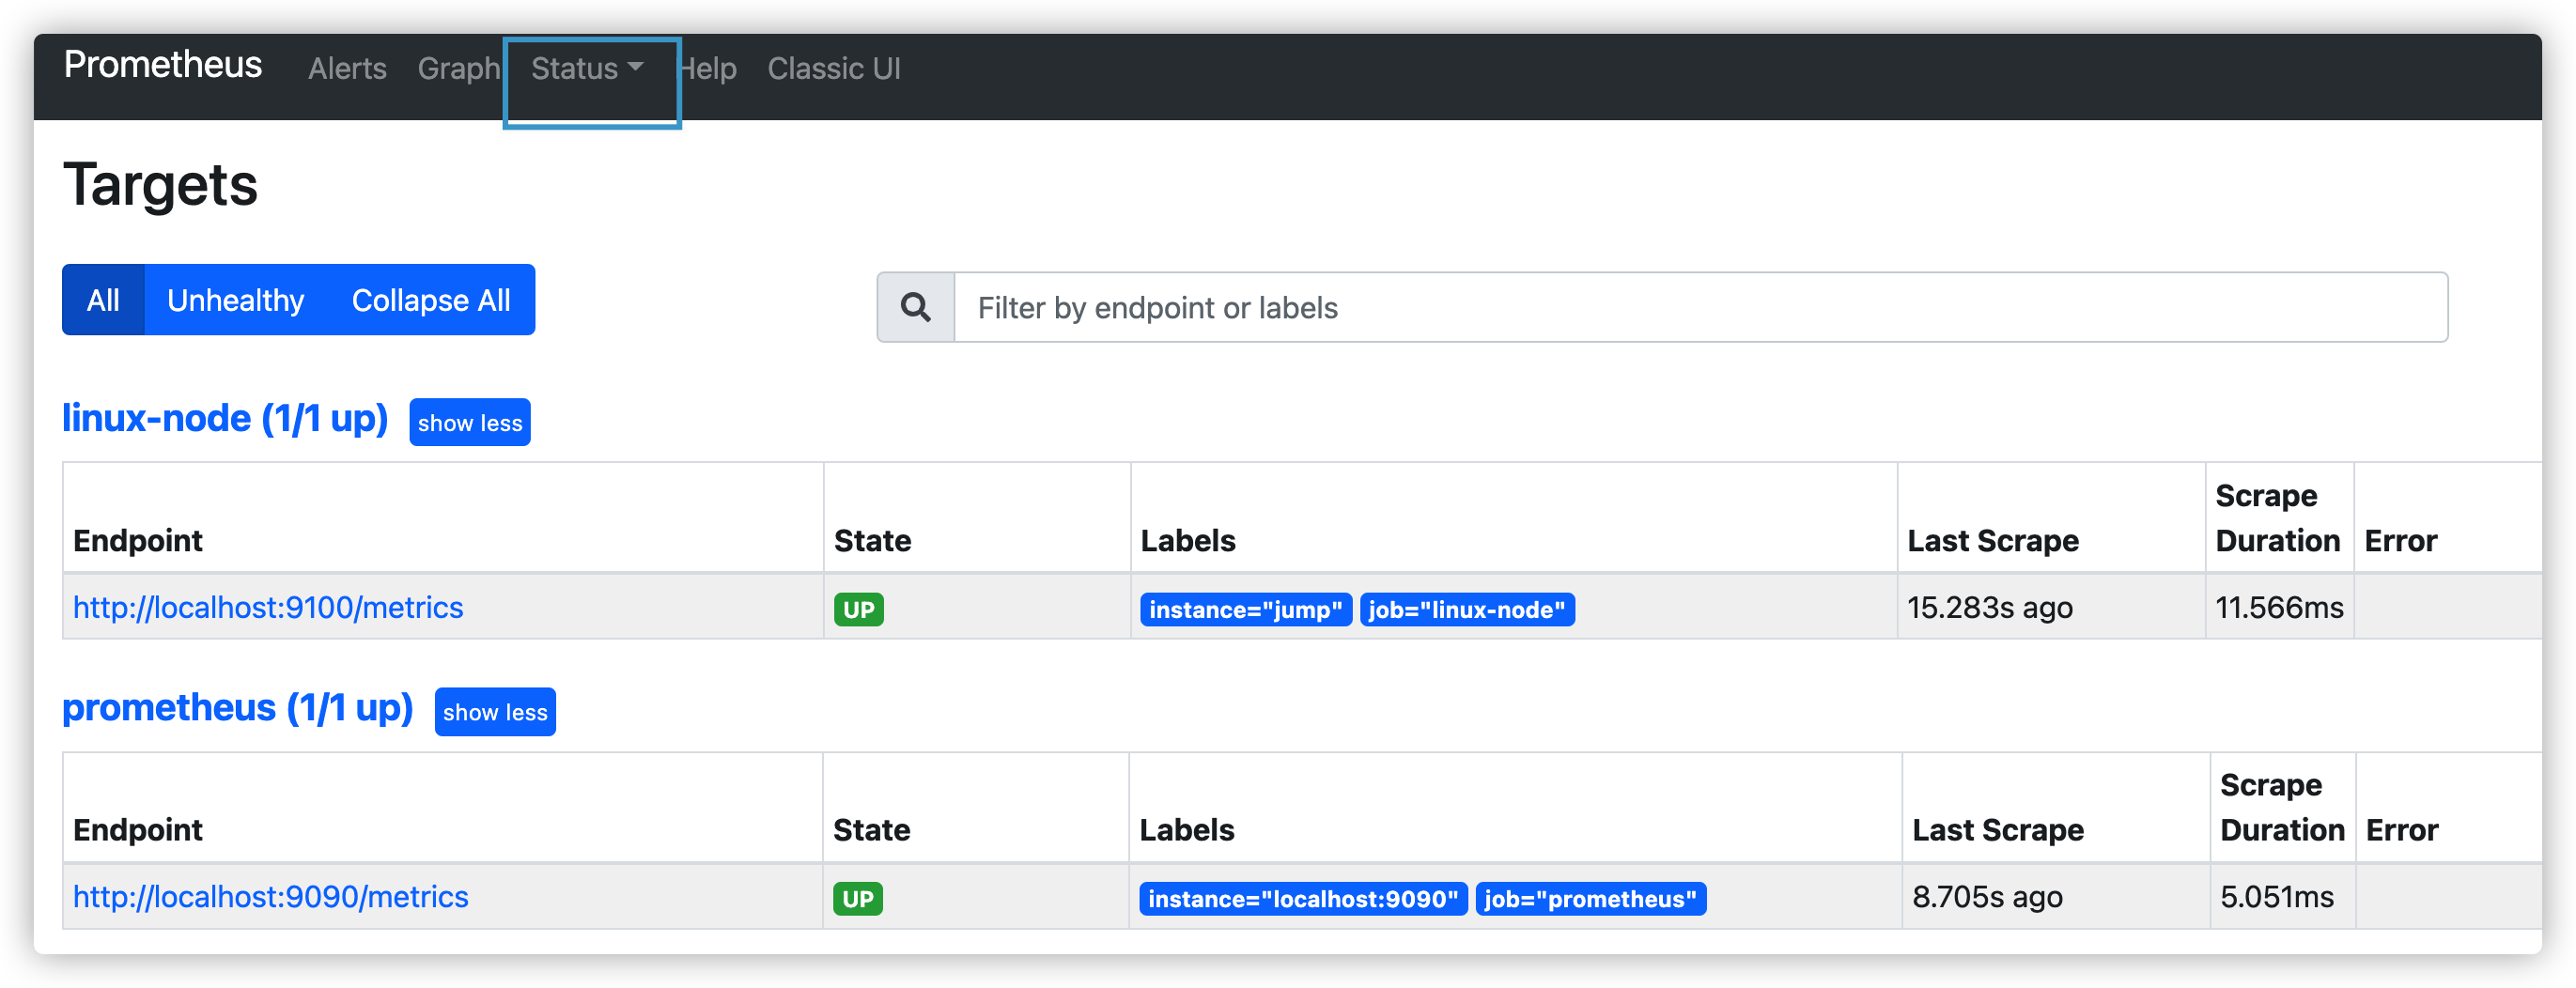 Prometheus Alerts Graph Status Help Classic UI
Targets
All Unhealthy Collapse All
Filter by endpoint or labels
linux-node (1/1 up) show less
Endpoint State Labels Last Scrape Scrape Duration Error
http://localhost:9100/metrics UP instance="jump" job="linux-node" 15.283s ago 11.566ms
prometheus (1/1 up) show less
Endpoint State Labels Last Scrape Scrape Duration Error
http://localhost:9090/metrics UP instance="localhost:9090" job="prometheus" 8.705s ago 5.051ms